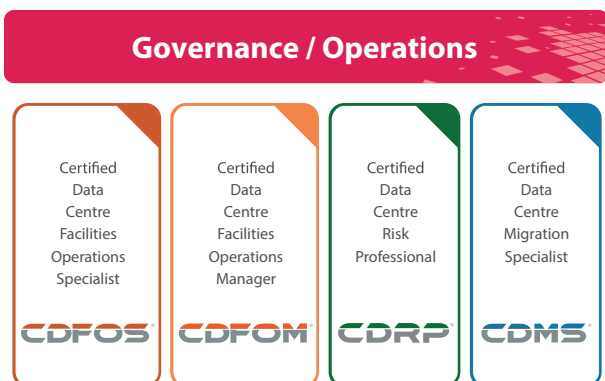 Governance / Operations
Certified
Data
Centre
Facilities
Operations
Specialist
CDFOS®
Certified
Data
Centre
Facilities
Operations
Manager
CDFOM®
Certified
Data
Centre
Risk
Professional
CDRP®
Certified
Data
Centre
Migration
Specialist
CDMS®